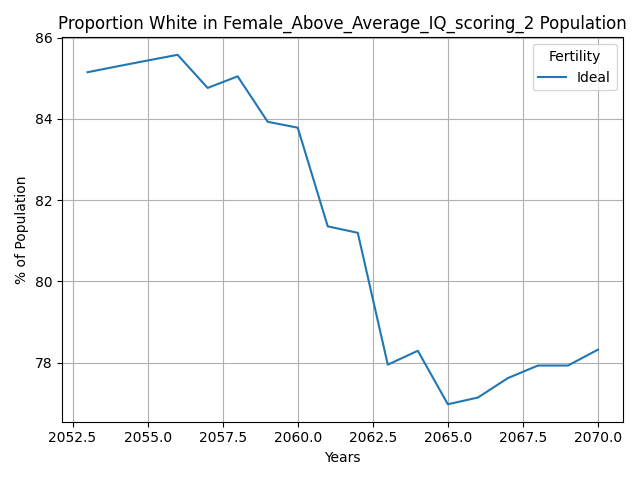 Proportion White in Female_Above_Average_IQ_scoring_2 Population
86
84
82
80
78
% of Population
Fertility
Ideal
2052.5 2055.0 2057.5 2060.0 2062.5 2065.0 2067.5 2070.0
Years